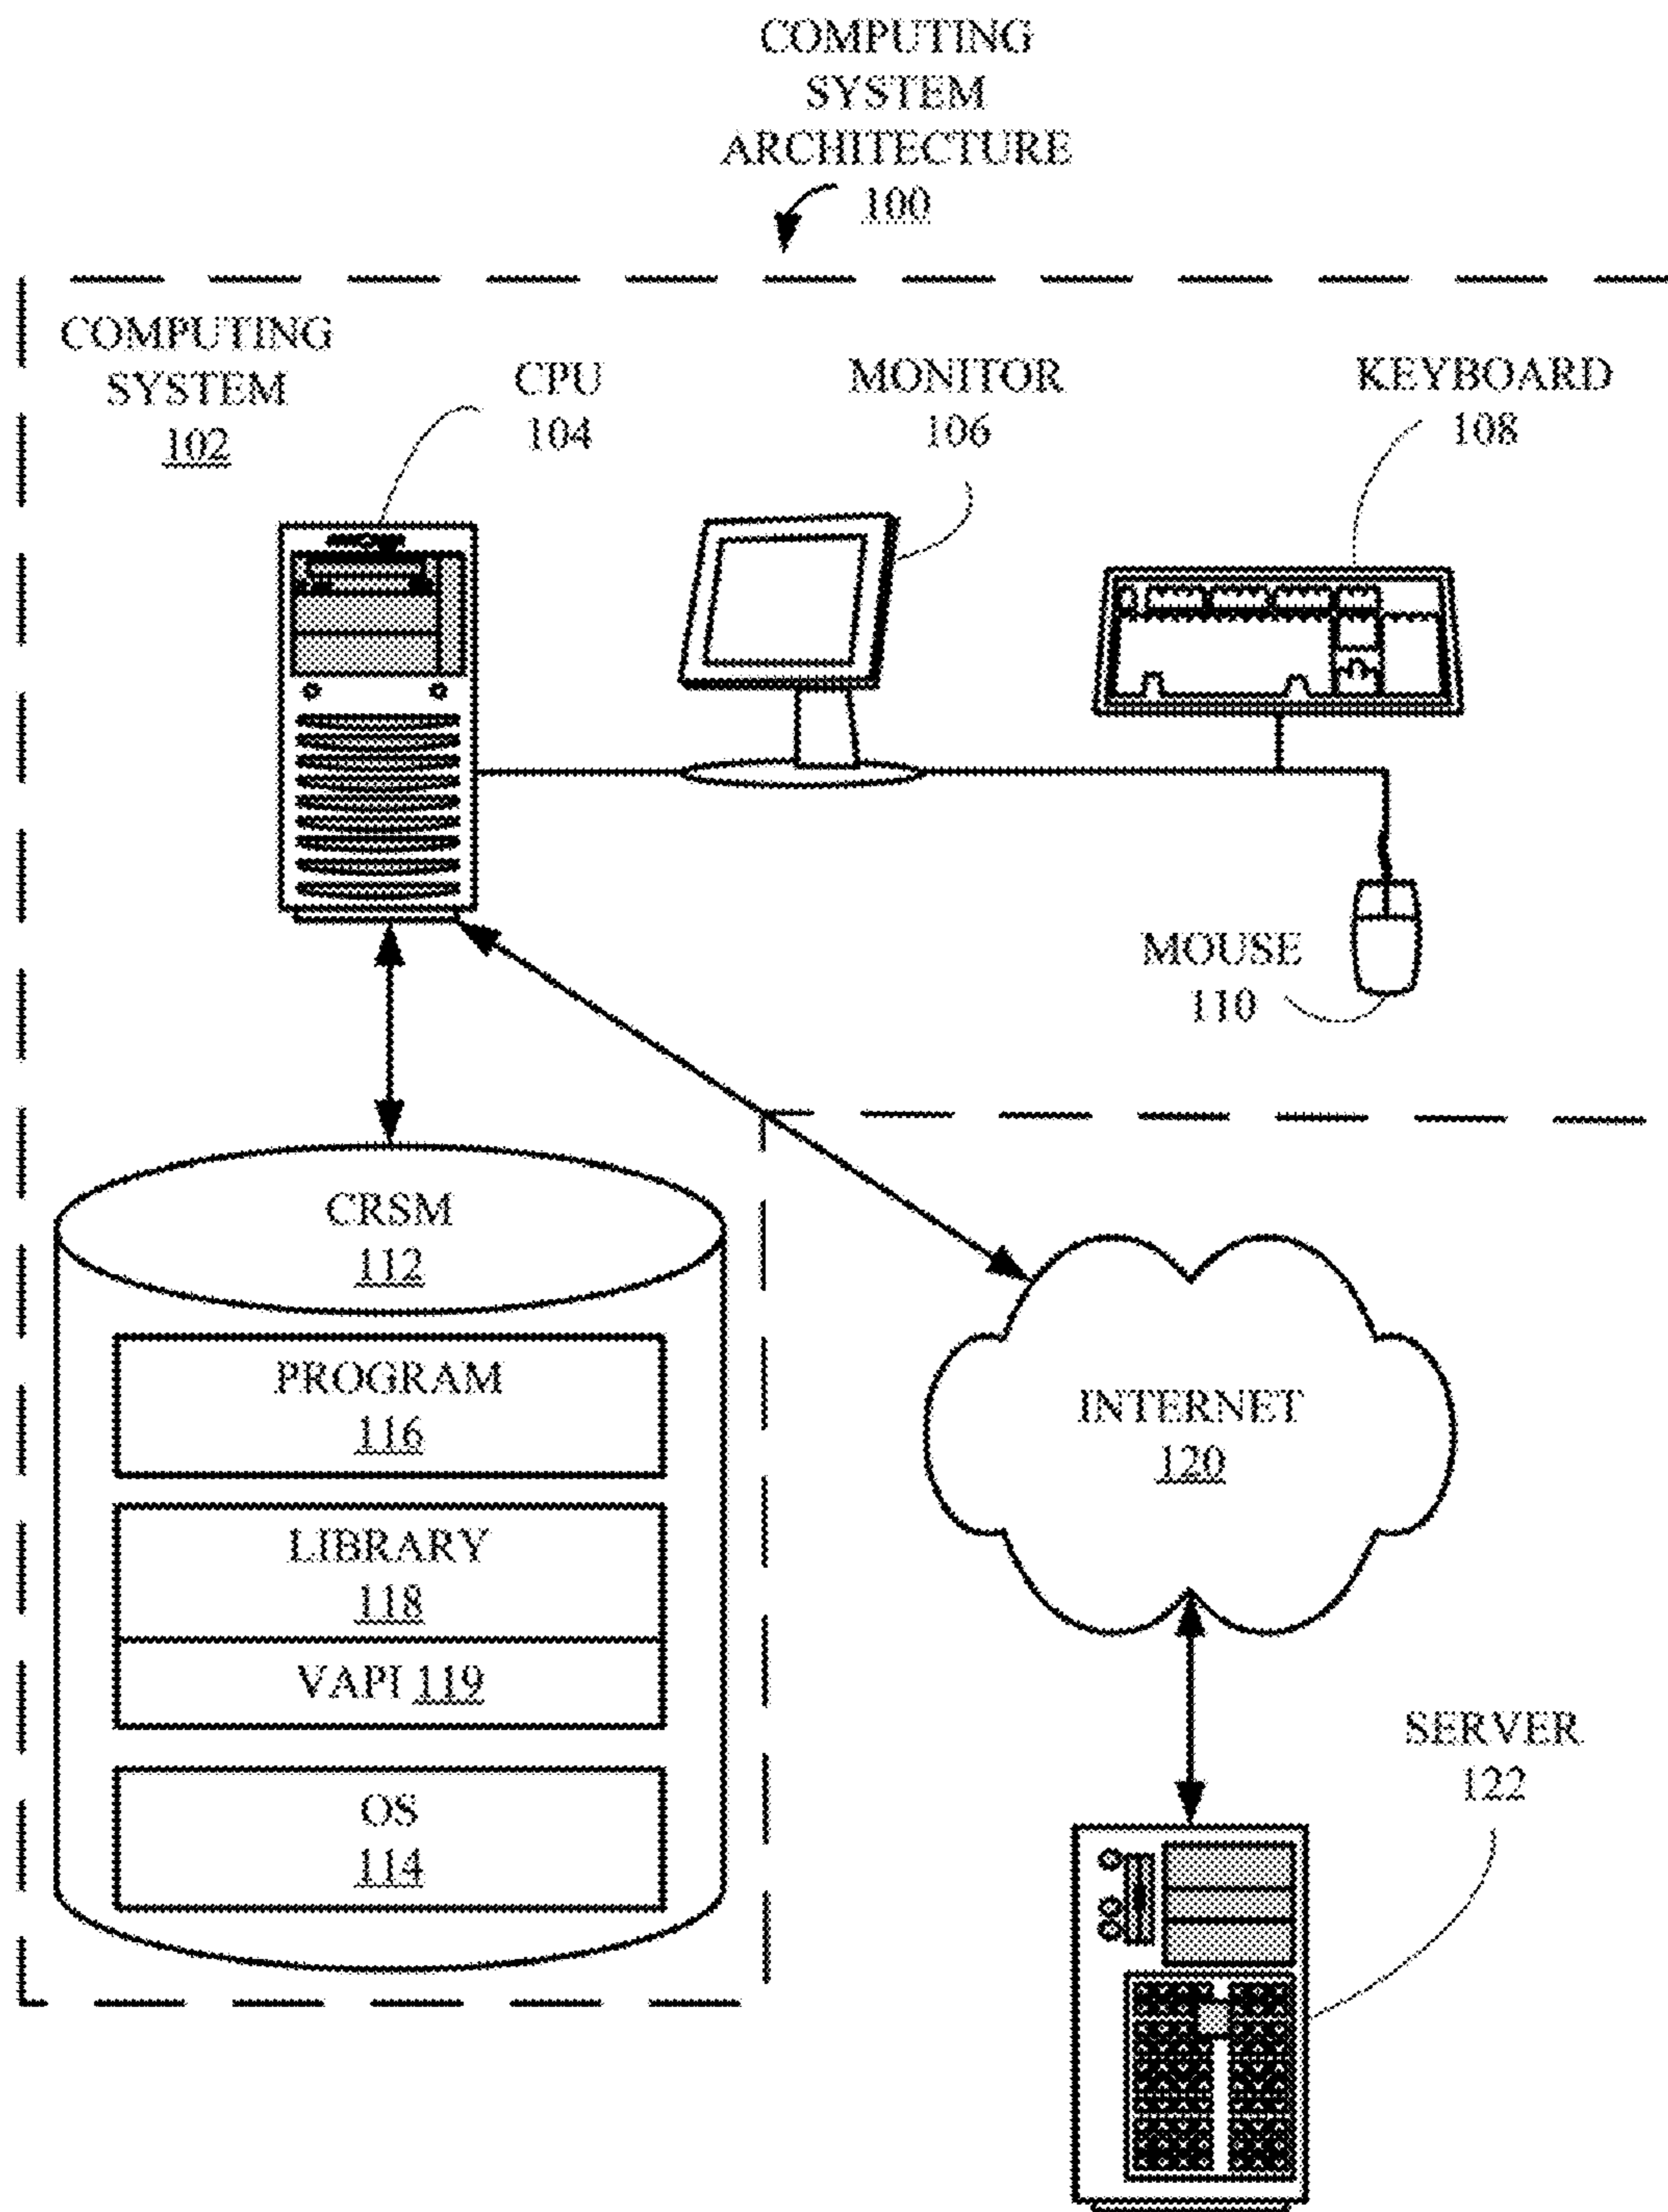 COMPUTING
SYSTEM
ARCHITECTURE
100
COMPUTING
SYSTEM
102
CPU
104
MONITOR
106
KEYBOARD
108
MOUSE
110
CRSM
112
PROGRAM
116
LIBRARY
118
VAPI 119
OS
114
INTERNET
120
SERVER
122